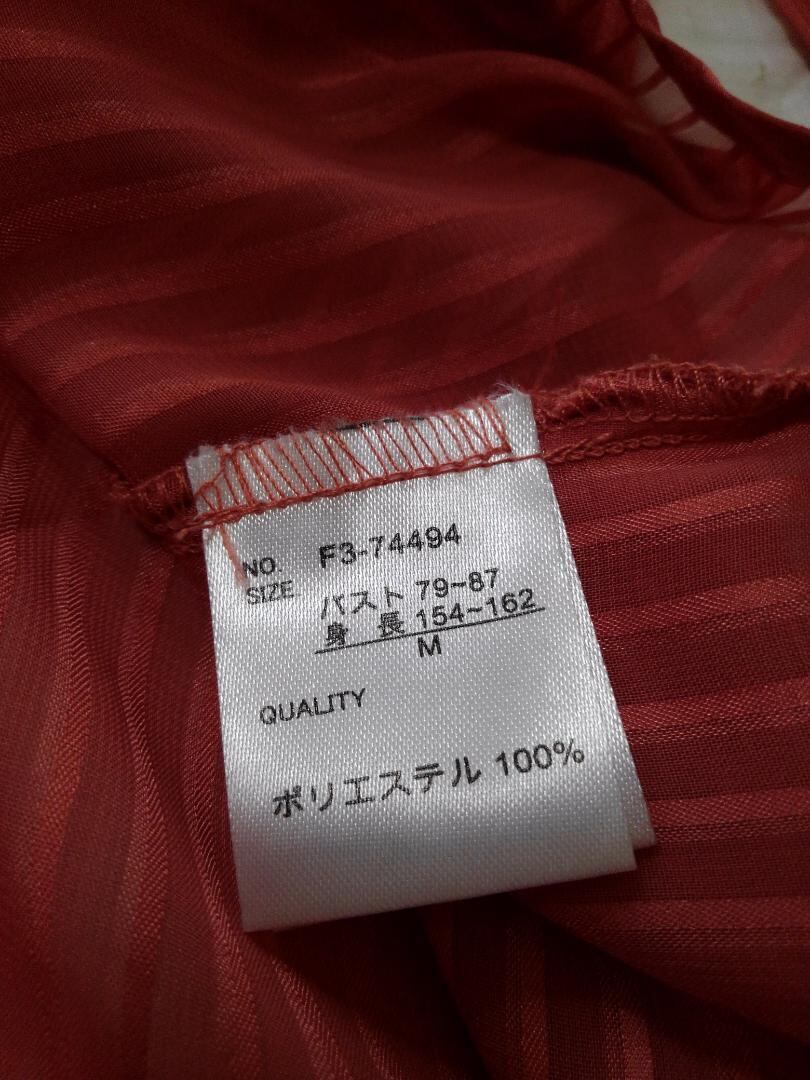 NO. F3-74494
SIZE バスト 79~87
身 長 154~162
M
QUALITY
ポリエステル 100%